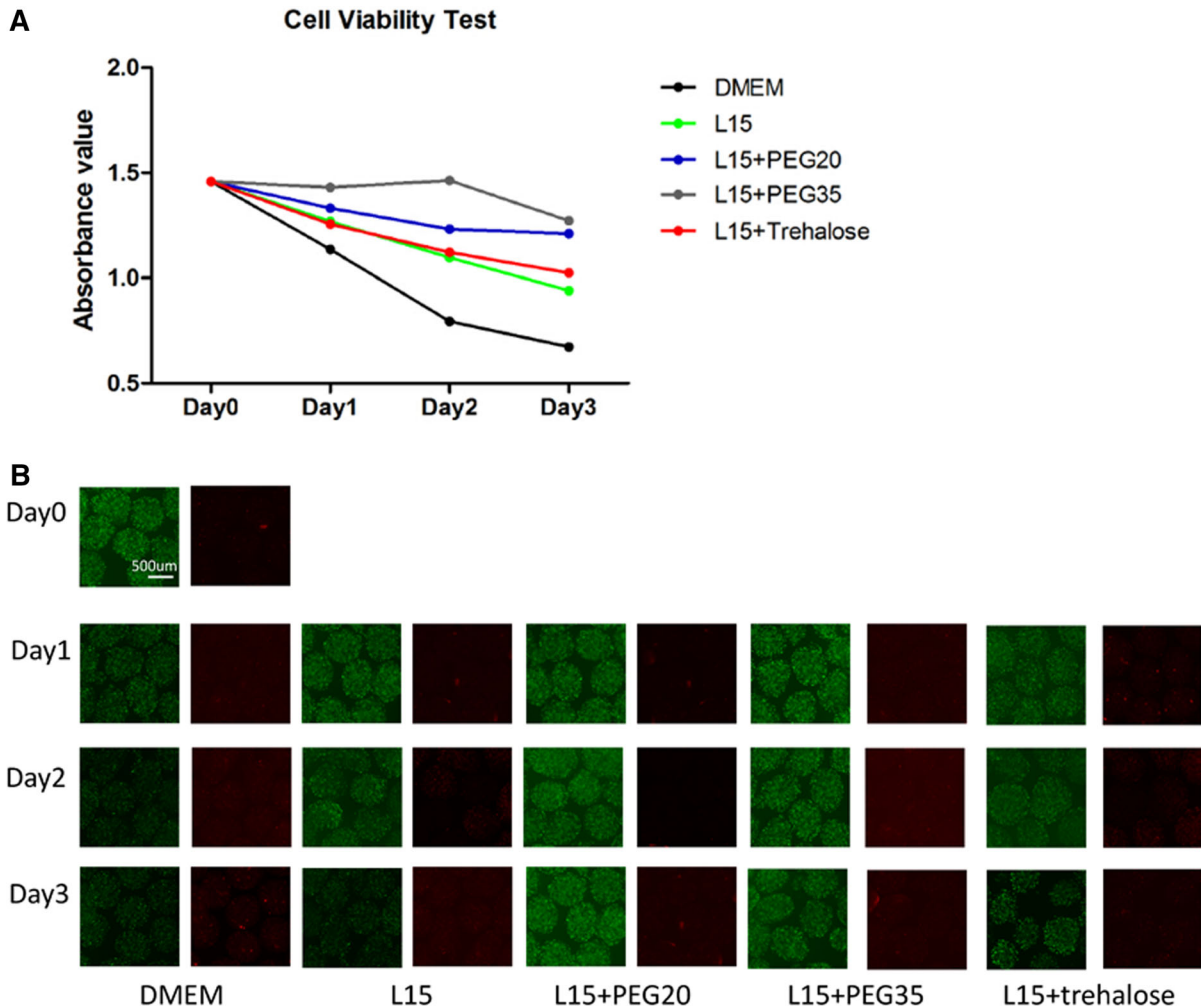 A
Cell Viability Test
2.0
1.5
1.0
0.5
Absorbance value
Day0 Day1 Day2 Day3
DMEM
L15
L15+PEG20
L15+PEG35
L15+Trehalose
B
Day0
500um
Day1
Day2
Day3
DMEM L15 L15+PEG20 L15+PEG35 L15+trehalose